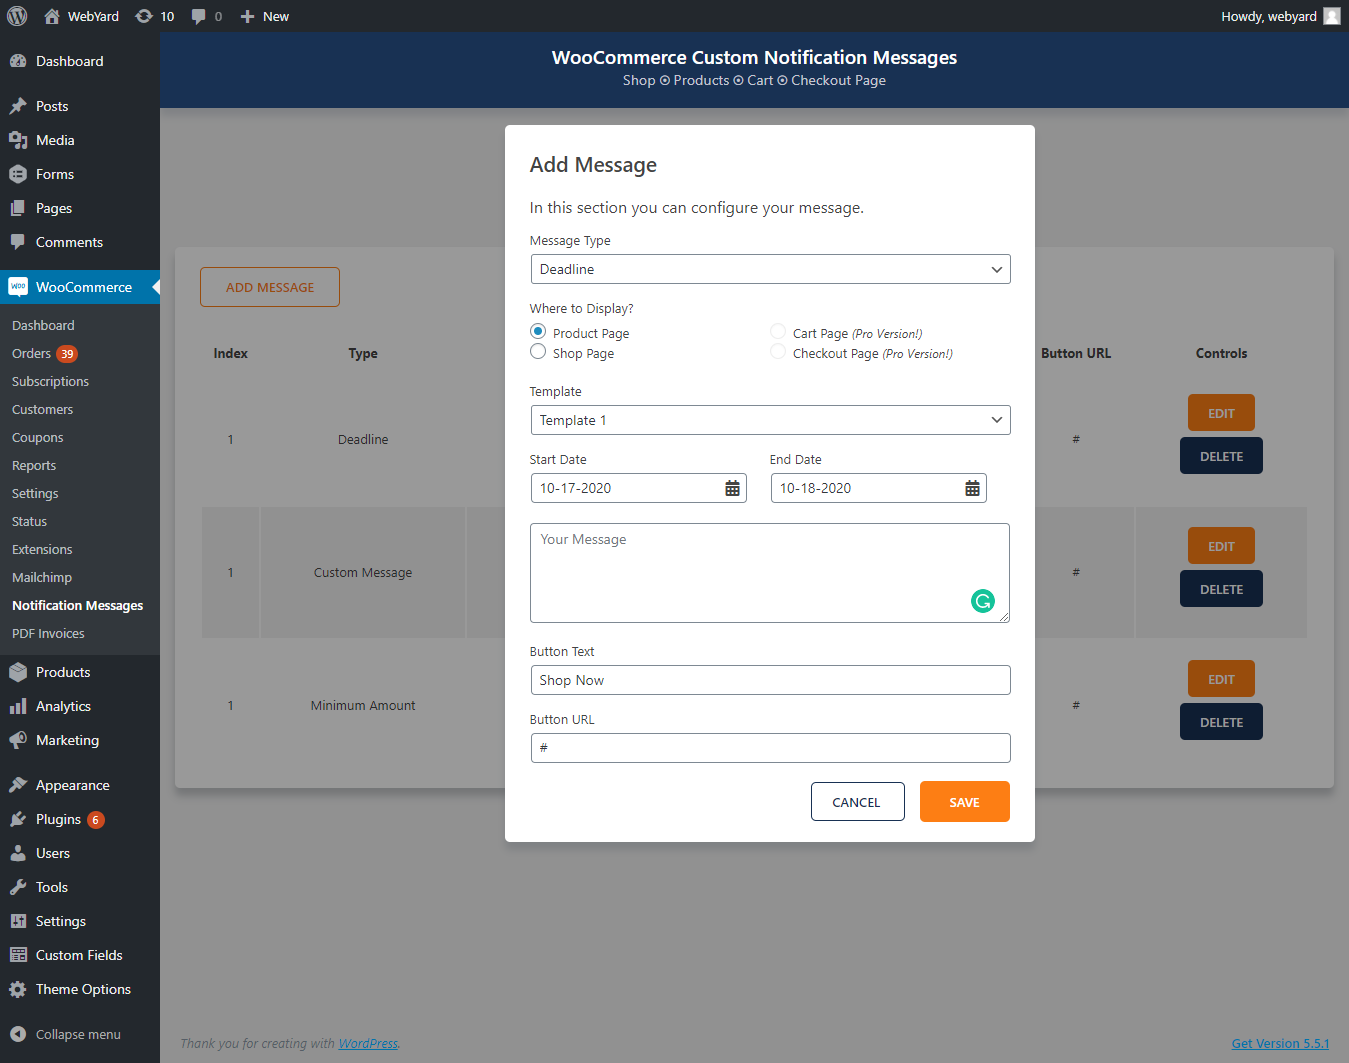 WebYard
10
0
New
Howdy, webyard
Dashboard
Posts
Media
Forms
Pages
Comments
WooCommerce
Dashboard
Orders 39
Subscriptions
Customers
Coupons
Reports
Settings
Status
Extensions
Mailchimp
Notification Messages
PDF Invoices
Products
Analytics
Marketing
Appearance
Plugins 6
Users
Tools
Settings
Custom Fields
Theme Options
Collapse menu
WooCommerce Custom Notification Messages
Shop ⊙ Products ⊙ Cart ⊙ Checkout Page
ADD MESSAGE
Index Type Button URL Controls
1 Deadline # EDIT
DELETE
1 Custom Message # EDIT
DELETE
1 Minimum Amount # EDIT
DELETE
Add Message
In this section you can configure your message.
Message Type
Deadline
Where to Display?
Product Page Cart Page (Pro Version!)
Shop Page Checkout Page (Pro Version!)
Template
Template 1
Start Date End Date
10-17-2020 10-18-2020
Your Message
Button Text
Shop Now
Button URL
#
CANCEL SAVE
Thank you for creating with WordPress.
Get Version 5.5.1